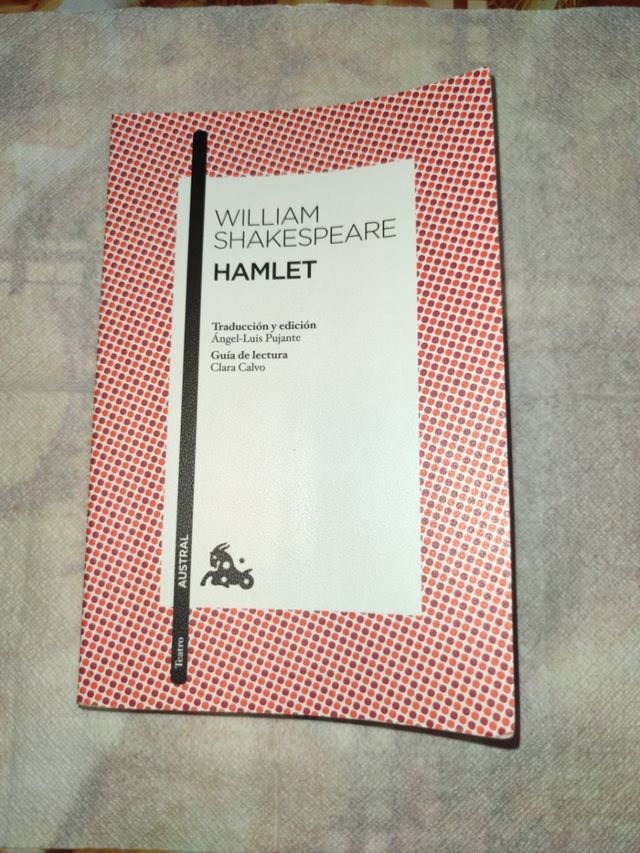 WILLIAM
SHAKESPEARE
HAMLET
Traducción y edición
Ángel-Luis Pujante
Guía de lectura
Clara Calvo
AUSTRAL
Teatro